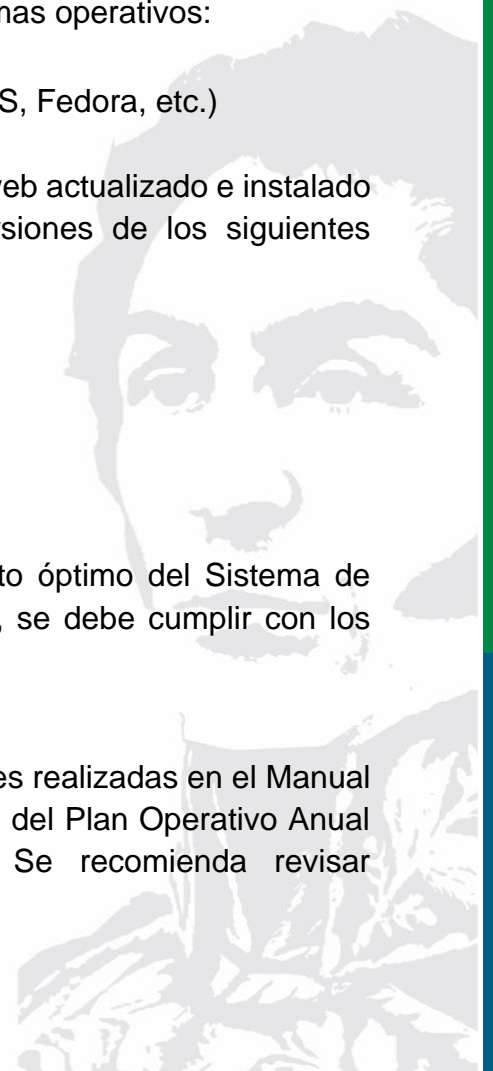 mas operativos:
S, Fedora, etc.)
web actualizado e instalado
rsiones de los siguientes
to óptimo del Sistema de
, se debe cumplir con los
es realizadas en el Manual
del Plan Operativo Anual
Se recomienda revisar